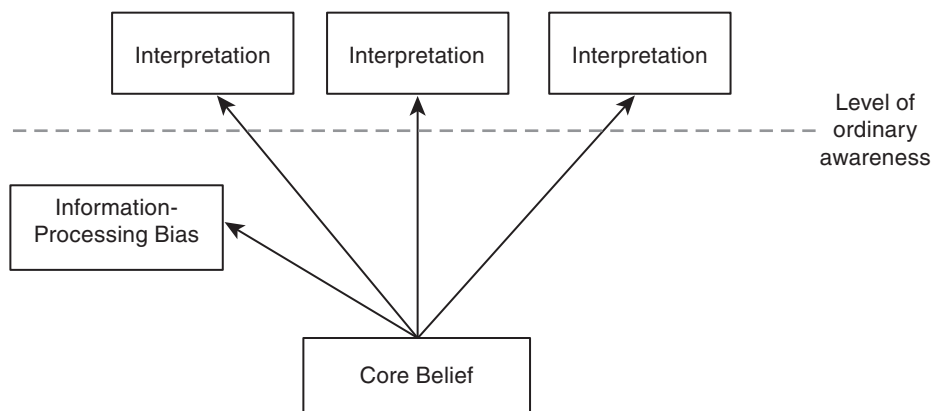 Interpretation
Interpretation
Interpretation
Level of
ordinary
awareness
Information-
Processing Bias
Core Belief